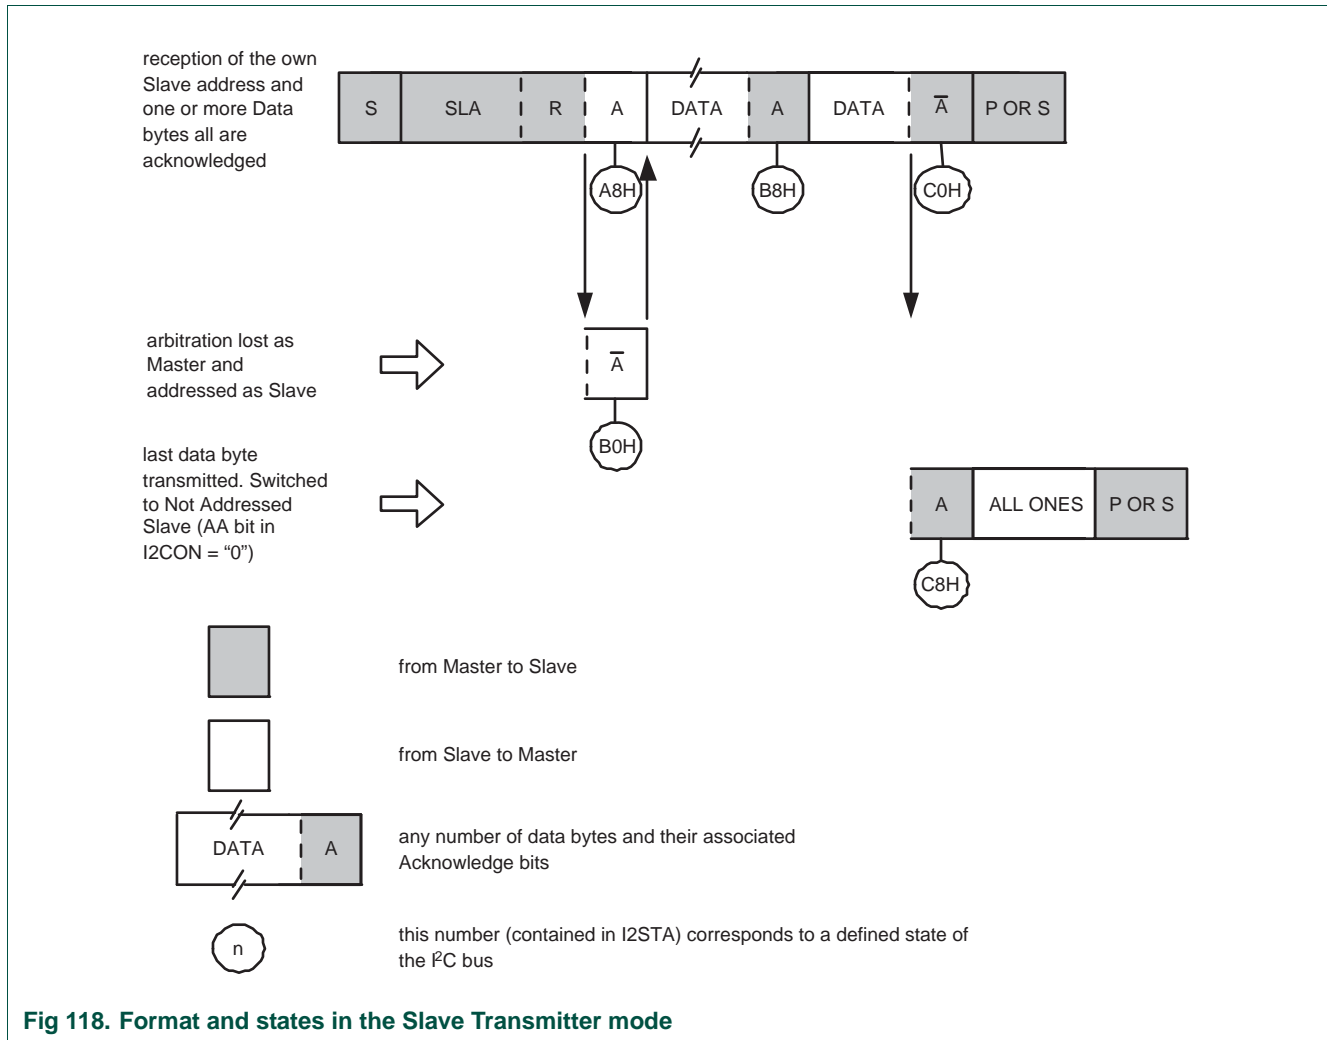 reception of the own
Slave address and
one or more Data
bytes all are
acknowledged
S SLA R A DATA A DATA A̅ P OR S
A8H B8H C0H
arbitration lost as
Master and
addressed as Slave
A̅
B0H
last data byte
transmitted. Switched
to Not Addressed
Slave (AA bit in
I2CON = “0”)
A ALL ONES P OR S
C8H
from Master to Slave
from Slave to Master
DATA A
any number of data bytes and their associated
Acknowledge bits
n
this number (contained in I2STA) corresponds to a defined state of
the I²C bus
Fig 118. Format and states in the Slave Transmitter mode